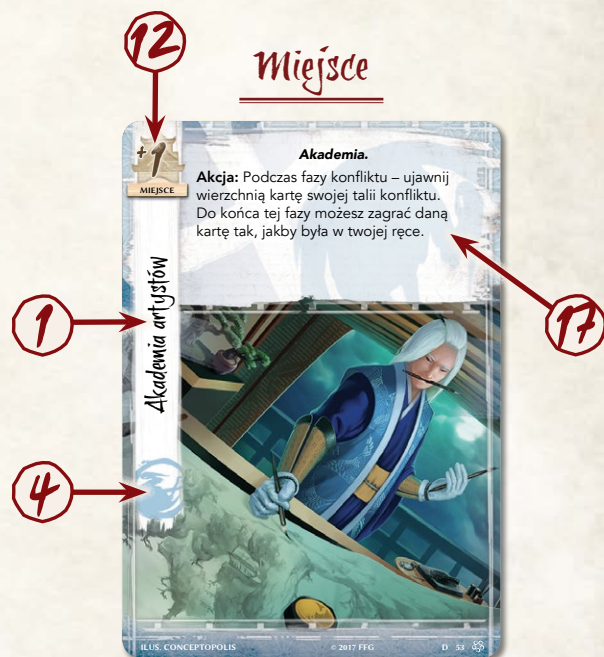 12
Miejsce
+1
MIEJSCE
Akademia.
Akcja: Podczas fazy konfliktu – ujawnij
wierzchnią kartę swojej talii konfliktu.
Do końca tej fazy możesz zagrać daną
kartę tak, jakby była w twojej ręce.
1
Akademia artystów
17
4
ILUS. CONCEPTOPOLIS
© 2017 FFG
D 53